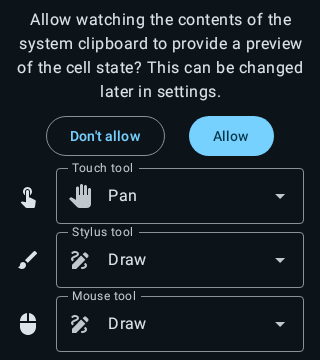 Allow watching the contents of the
system clipboard to provide a preview
of the cell state? This can be changed
later in settings.
Don't allow
Allow
Touch tool
Pan
Stylus tool
Draw
Mouse tool
Draw